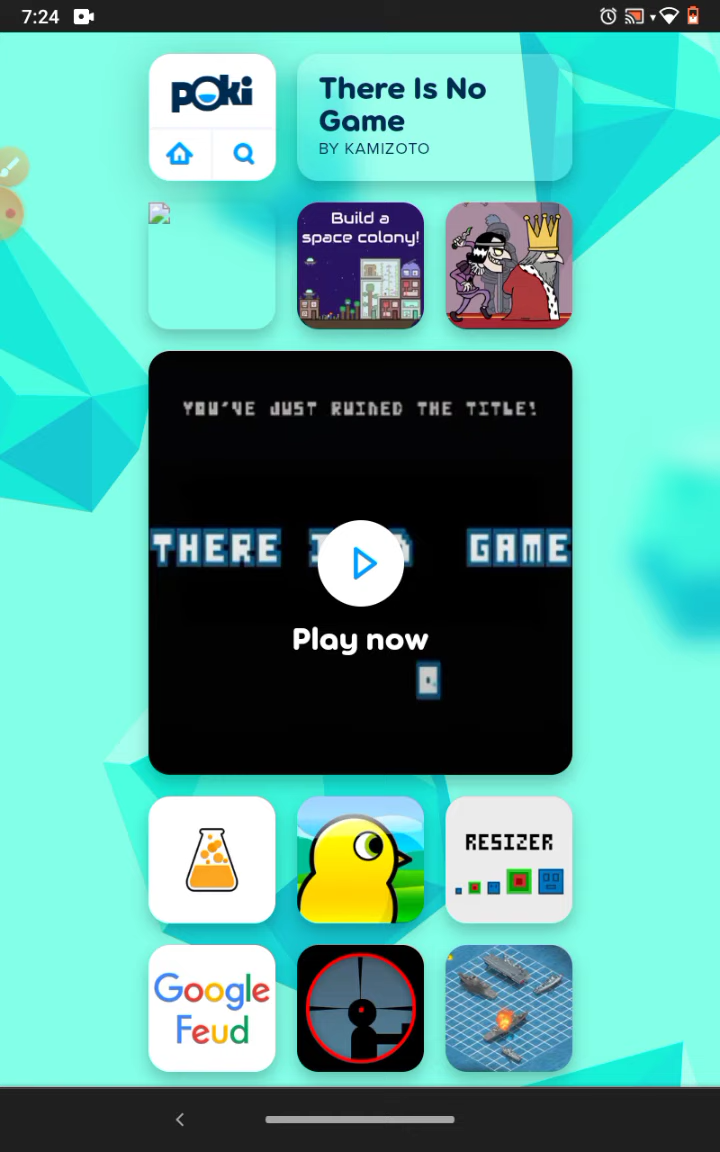 7:24
poki
There Is No
Game
BY KAMIZOTO
Build a
space colony!
YOU'VE JUST RUINED THE TITLE!
THERE GAME
Play now
RESIZER
Google
Feud